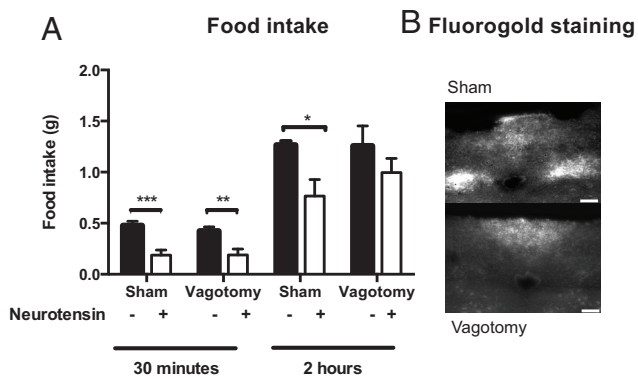 A Food intake
B Fluorogold staining
Food intake (g)
2.0
1.5
1.0
0.5
0.0
***
**
*
Sham Vagotomy Sham Vagotomy
Neurotensin - + - + - + - +
30 minutes 2 hours
Sham
Vagotomy